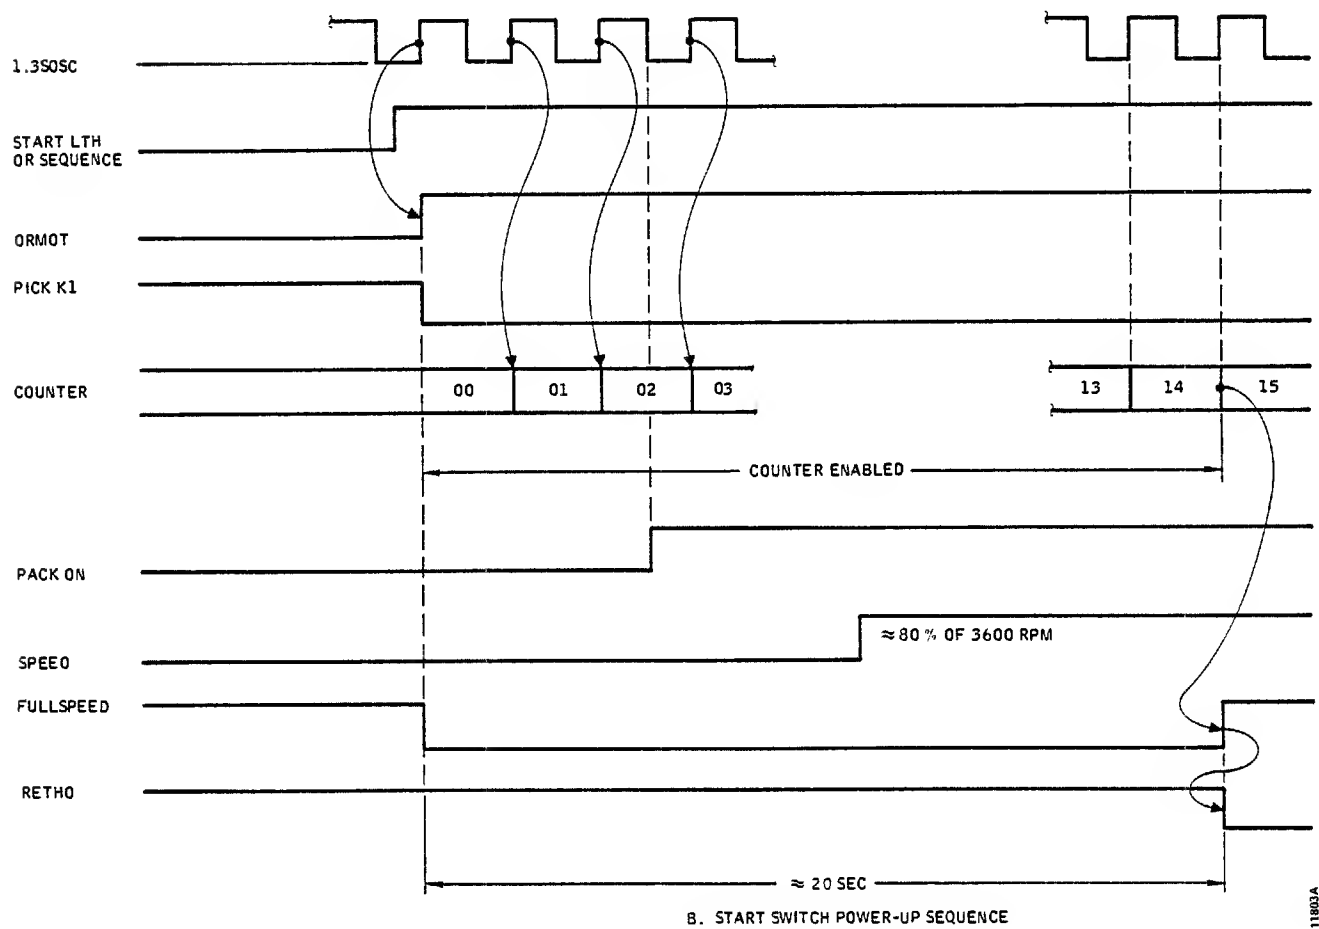 1.3SOSC
START LTH
OR SEQUENCE
ORMOT
PICK K1
COUNTER
00 01 02 03 13 14 15
COUNTER ENABLED
PACK ON
SPEEO
≈80 % OF 3600 RPM
FULLSPEED
RETHO
≈ 20 SEC
B. START SWITCH POWER-UP SEQUENCE
11803A